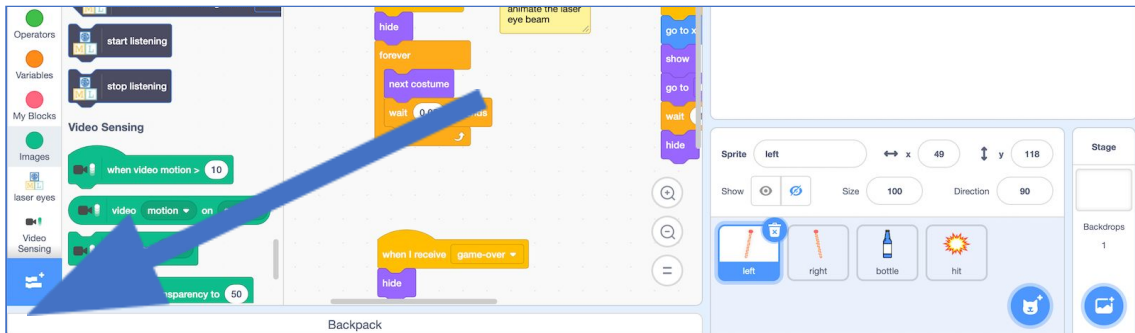 Operators
Variables
My Blocks
Images
laser eyes
Video
Sensing
ML
start listening
ML
stop listening
Video Sensing
when video motion > 10
video motion on
transparency to 50
hide
forever
next costume
wait
when I receive game-over
hide
animate the laser
eye beam
go to x
show
go to
wait
hide
Sprite left x 49 y 118
Show Size 100 Direction 90
left right bottle hit
Stage
Backdrops
1
Backpack